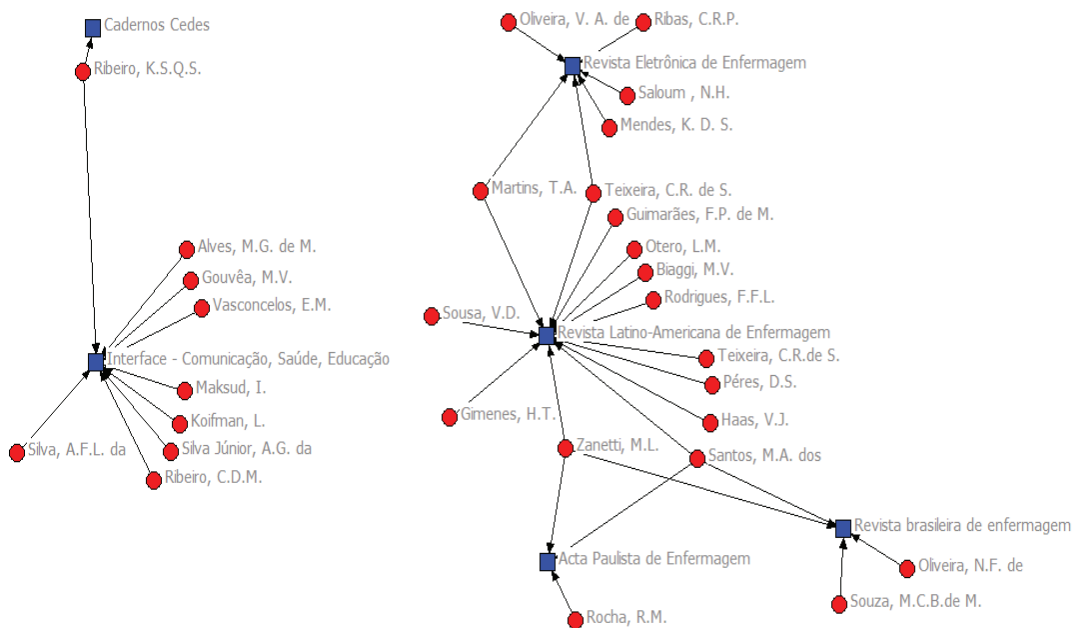 Cadernos Cedes
Ribeiro, K.S.Q.S.
Alves, M.G. de M.
Gouvêa, M.V.
Vasconcelos, E.M.
Interface - Comunicação, Saúde, Educação
Maksud, I.
Koifman, L.
Silva, A.F.L. da
Silva Júnior, A.G. da
Ribeiro, C.D.M.
Oliveira, V. A. de
Ribas, C.R.P.
Revista Eletrônica de Enfermagem
Saloum , N.H.
Mendes, K. D. S.
Martins, T.A.
Teixeira, C.R. de S.
Guimarães, F.P. de M.
Otero, L.M.
Biaggi, M.V.
Rodrigues, F.F.L.
Sousa, V.D.
Revista Latino-Americana de Enfermagem
Teixeira, C.R.de S.
Péres, D.S.
Gimenes, H.T.
Haas, V.J.
Zanetti, M.L.
Santos, M.A. dos
Revista brasileira de enfermagem
Acta Paulista de Enfermagem
Oliveira, N.F. de
Souza, M.C.B.de M.
Rocha, R.M.